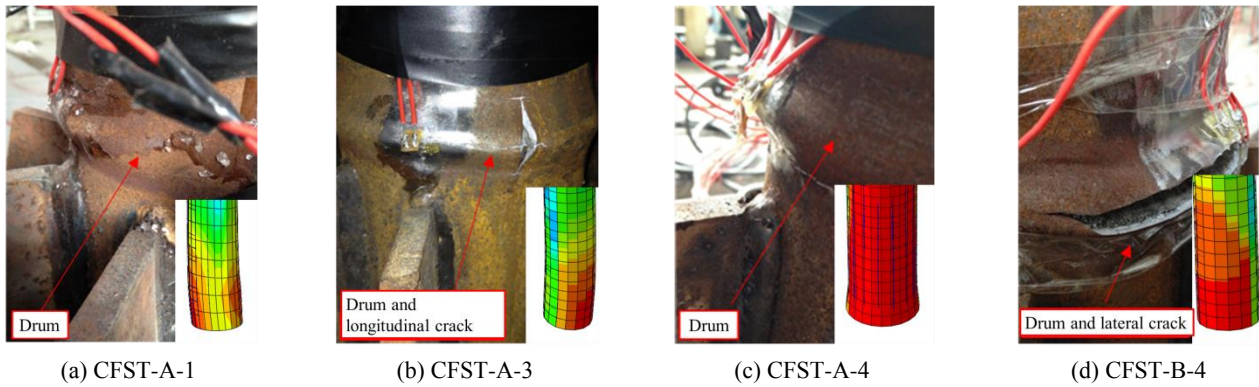 Drum
Drum and
longitudinal crack
Drum
Drum and lateral crack
(a) CFST-A-1
(b) CFST-A-3
(c) CFST-A-4
(d) CFST-B-4